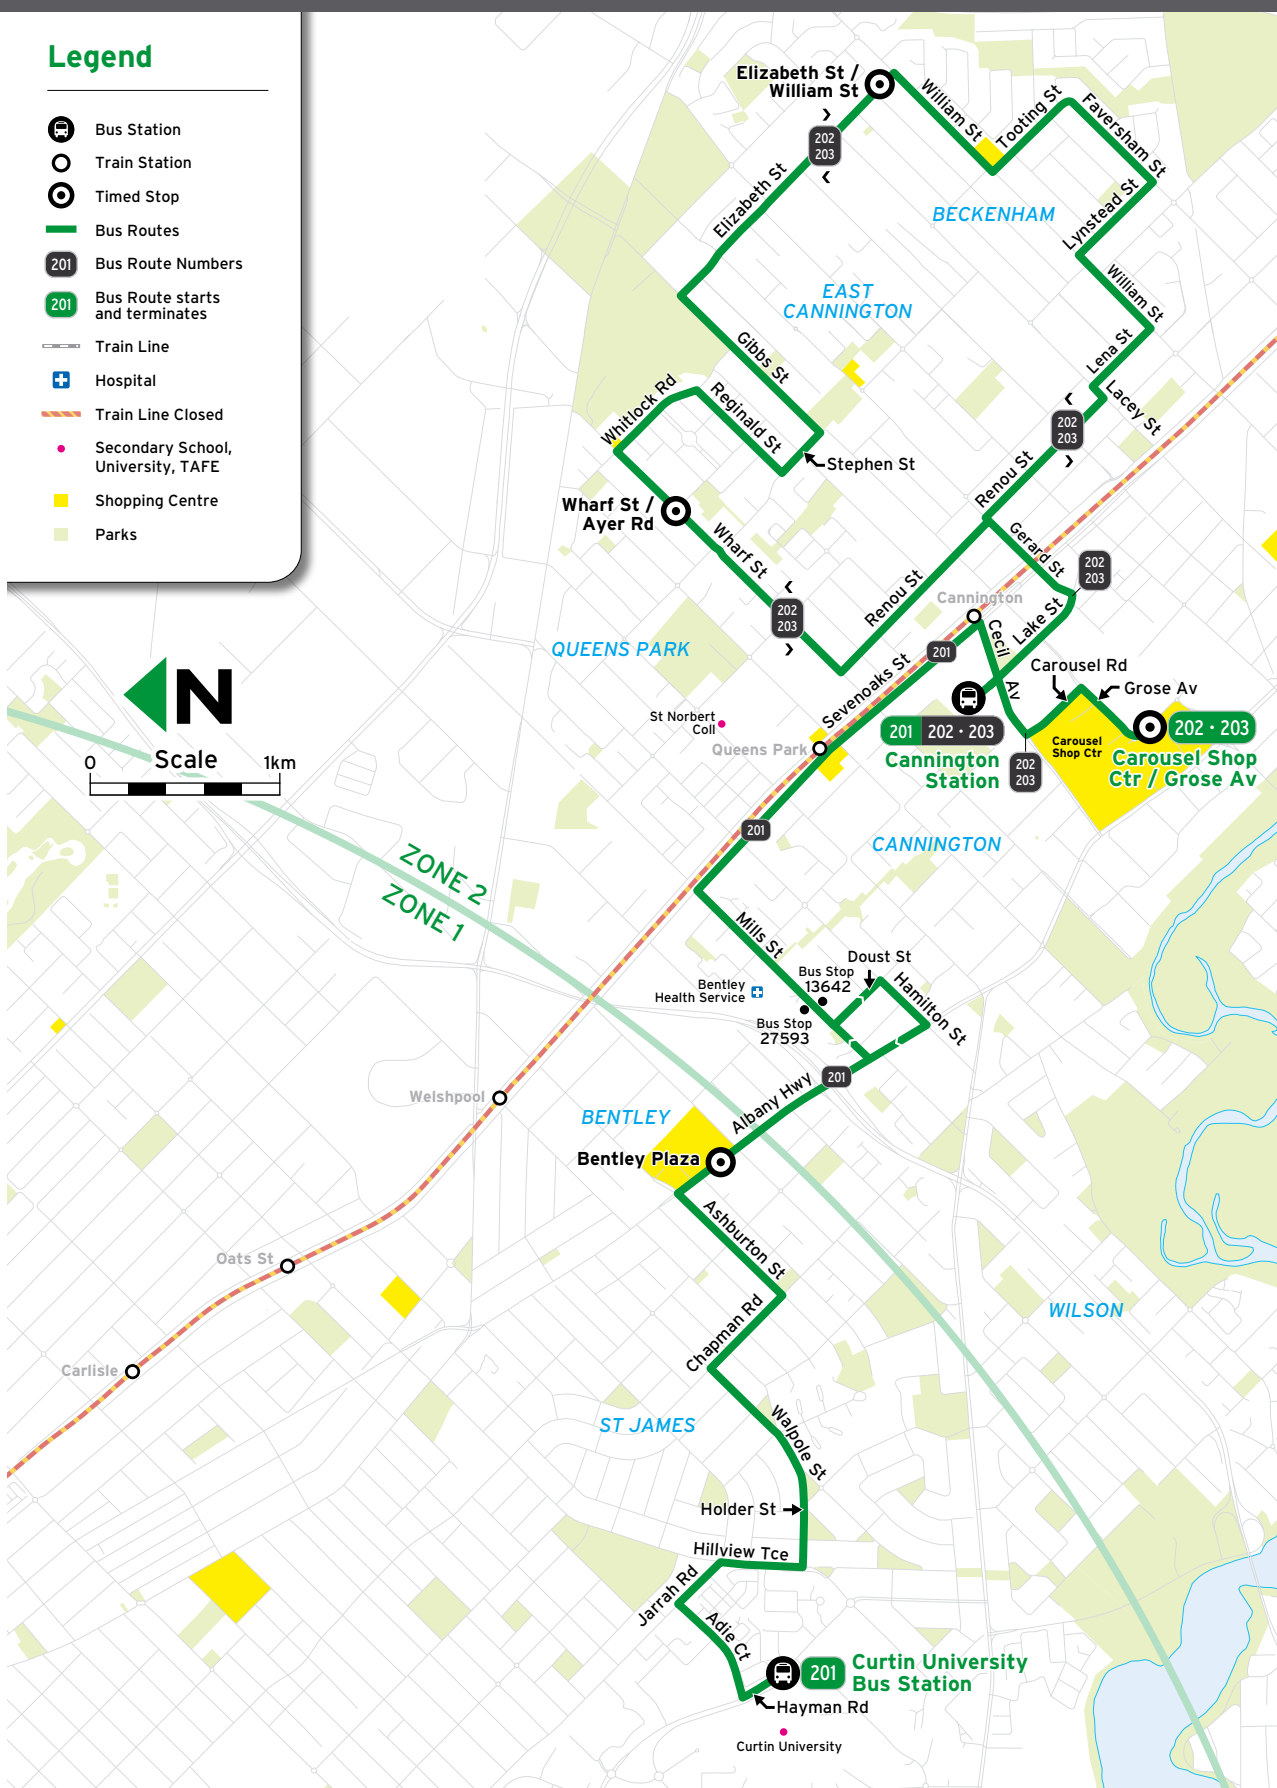 Legend
Bus Station
Train Station
Timed Stop
Bus Routes
201
Bus Route Numbers
201
Bus Route starts
and terminates
Train Line
Hospital
Train Line Closed
Secondary School,
University, TAFE
Shopping Centre
Parks
Elizabeth St /
William St
William St
Tooting St
Faversham St
202
203
Elizabeth St
BECKENHAM
Lynstead St
William St
EAST
CANNINGTON
Gibbs St
Lena St
Whitlock Rd
Reginald St
Lacey St
202
203
Stephen St
Renou St
Wharf St /
Ayer Rd
Wharf St
Gerard St
202
203
Renou St
Cannington
202
203
Lake St
Cecil
Av
QUEENS PARK
201
Sevenoaks St
Carousel Rd
Grose Av
N
St Norbert
Coll
Queens Park
201
202 • 203
Cannington
Station
Carousel
Shop Ctr
202 • 203
Carousel Shop
Ctr / Grose Av
202
203
Scale
0
1km
201
CANNINGTON
ZONE 2
ZONE 1
Mills St
Doust St
Bus Stop
13642
Hamilton St
Bentley
Health Service
Bus Stop
27593
201
Albany Hwy
Welshpool
BENTLEY
Bentley Plaza
Ashburton St
Oats St
Chapman Rd
WILSON
Carlisle
Walpole St
ST JAMES
Holder St
Hillview Tce
Jarrah Rd
Adie Ct
201
Curtin University
Bus Station
Hayman Rd
Curtin University